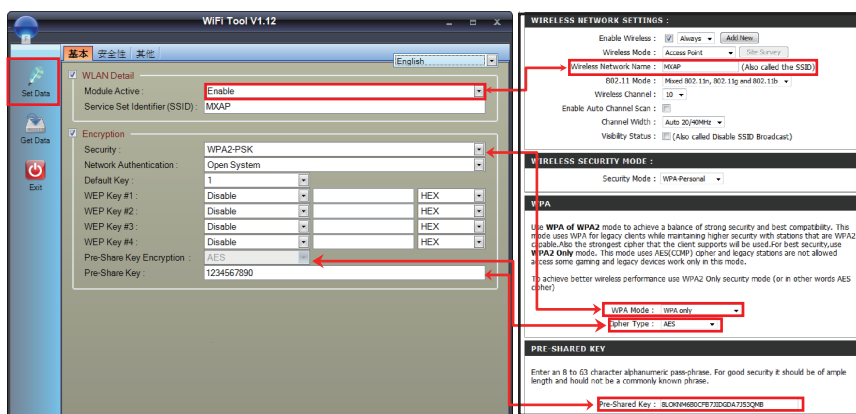 WiFi Tool V1.12
基本 安全性 其他
English
Set Data
Get Data
Exit
WLAN Detail
Module Active : Enable
Service Set Identifier (SSID) : MXAP
Encryption
Security : WPA2-PSK
Network Authentication : Open System
Default Key : 1
WEP Key #1 : Disable HEX
WEP Key #2 : Disable HEX
WEP Key #3 : Disable HEX
WEP Key #4 : Disable HEX
Pre-Share Key Encryption : AES
Pre-Share Key : 1234567890
WIRELESS NETWORK SETTINGS :
Enable Wireless : Always Add New
Wireless Mode : Access Point Site Survey
Wireless Network Name : MXAP (Also called the SSID)
802.11 Mode : Mixed 802.11n, 802.11g and 802.11b
Wireless Channel : 10
Enable Auto Channel Scan :
Channel Width : Auto 20/40MHz
Visibility Status : (Also called Disable SSID Broadcast)
WIRELESS SECURITY MODE :
Security Mode : WPA-Personal
WPA
Use WPA of WPA2 mode to achieve a balance of strong security and best compatibility. This
mode uses WPA for legacy clients while maintaining higher security with stations that are WPA2
capable.Also the strongest cipher that the client supports will be used.For best security,use
WPA2 Only mode. This mode uses AES(CCMP) cipher and legacy stations are not allowed
access some gaming and legacy devices work only in this mode.
To achieve better wireless performance use WPA2 Only security mode (or in other words AES
cipher)
WPA Mode : WPA only
Cipher Type : AES
PRE-SHARED KEY
Enter an 8 to 63 character alphanumeric pass-phrase. For good security it should be of ample
length and hould not be a commonly known phrase.
Pre-Shared Key :